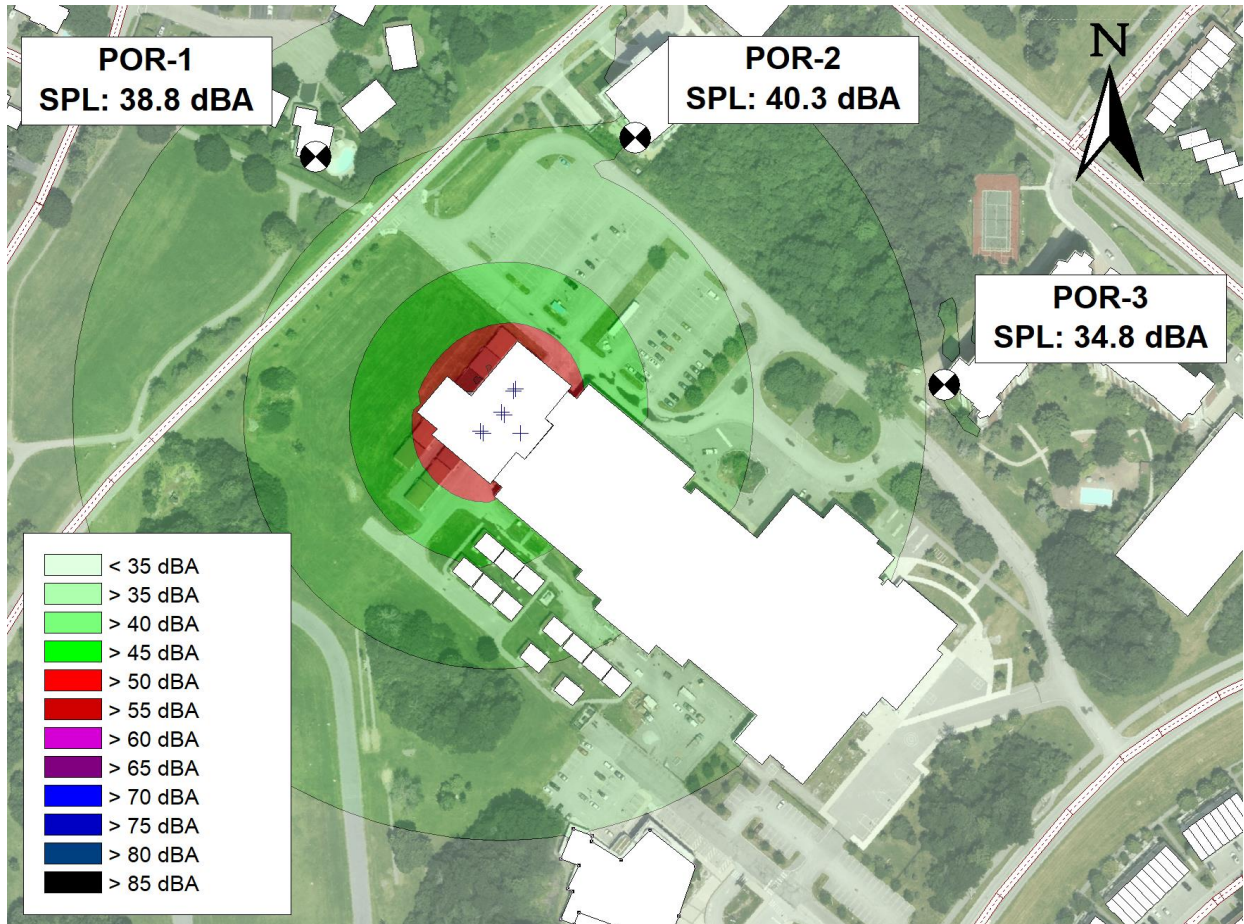 POR-1
SPL: 38.8 dBA
POR-2
SPL: 40.3 dBA
N
POR-3
SPL: 34.8 dBA
< 35 dBA
> 35 dBA
> 40 dBA
> 45 dBA
> 50 dBA
> 55 dBA
> 60 dBA
> 65 dBA
> 70 dBA
> 75 dBA
> 80 dBA
> 85 dBA